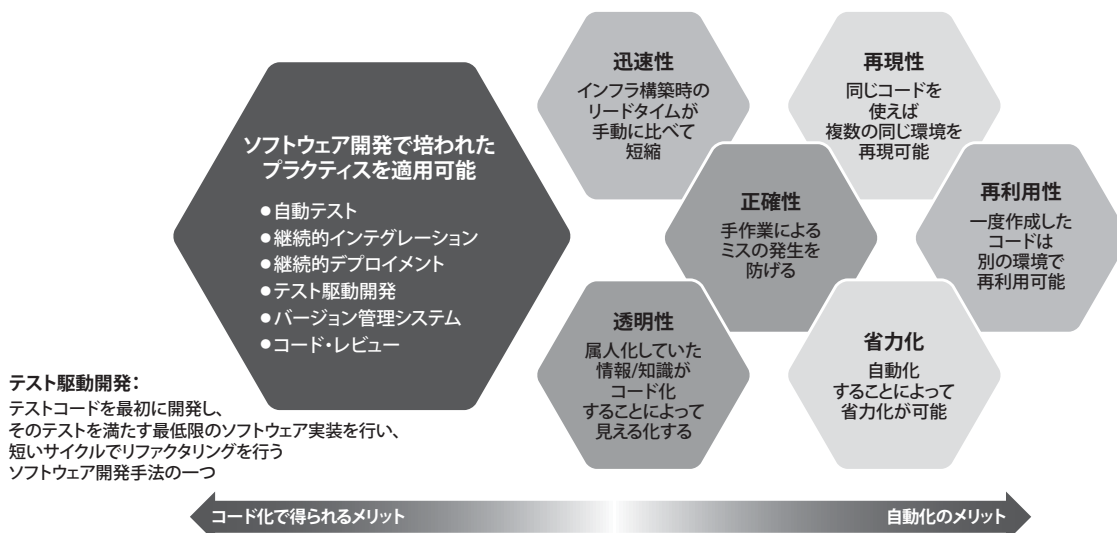 ソフトウェア開発で培われた
プラクティスを適用可能
●自動テスト
●継続的インテグレーション
●継続的デプロイメント
●テスト駆動開発
●バージョン管理システム
●コード・レビュー
迅速性
インフラ構築時の
リードタイムが
手動に比べて
短縮
再現性
同じコードを
使えば
複数の同じ環境を
再現可能
正確性
手作業による
ミスの発生を
防げる
再利用性
一度作成した
コードは
別の環境で
再利用可能
透明性
属人化していた
情報/知識が
コード化
することによって
見える化する
省力化
自動化
することによって
省力化が可能
テスト駆動開発：
テストコードを最初に開発し、
そのテストを満たす最低限のソフトウェア実装を行い、
短いサイクルでリファクタリングを行う
ソフトウェア開発手法の一つ
コード化で得られるメリット
自動化のメリット